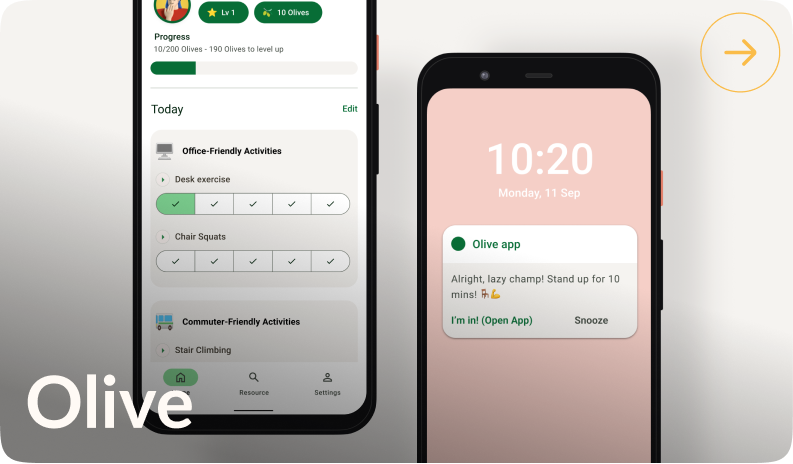 Lv 1
10 Olives
Progress
10/200 Olives - 190 Olives to level up
Today
Edit
Office-Friendly Activities
Desk exercise
Chair Squats
Commuter-Friendly Activities
Stair Climbing
Resource
Settings
10:20
Monday, 11 Sep
Olive app
Alright, lazy champ! Stand up for 10
mins! 🪑💪
I'm in! (Open App)
Snooze
Olive